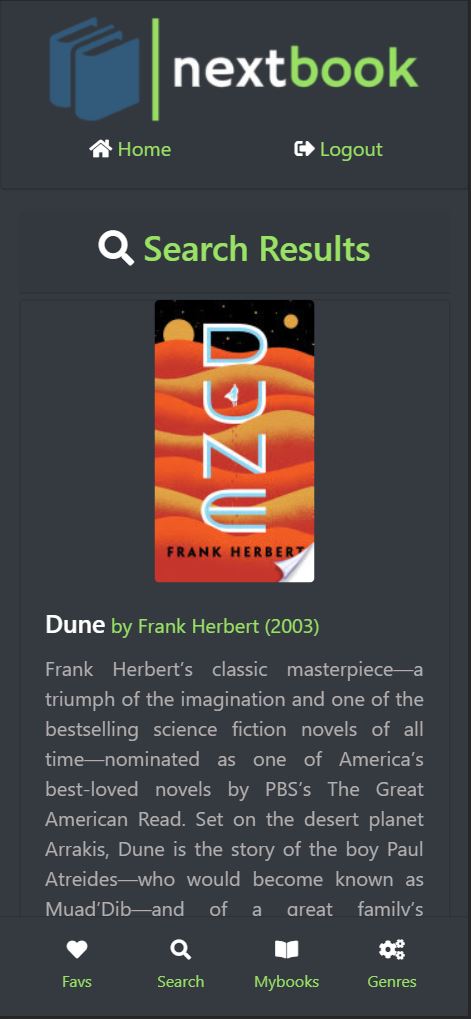 nextbook
Home
Logout
Search Results
DUNE
FRANK HERBERT
Dune by Frank Herbert (2003)
Frank Herbert’s classic masterpiece—a
triumph of the imagination and one of the
bestselling science fiction novels of all
time—nominated as one of America’s
best-loved novels by PBS’s The Great
American Read. Set on the desert planet
Arrakis, Dune is the story of the boy Paul
Atreides—who would become known as
Muad’Dib—and of a great family’s
Favs
Search
Mybooks
Genres